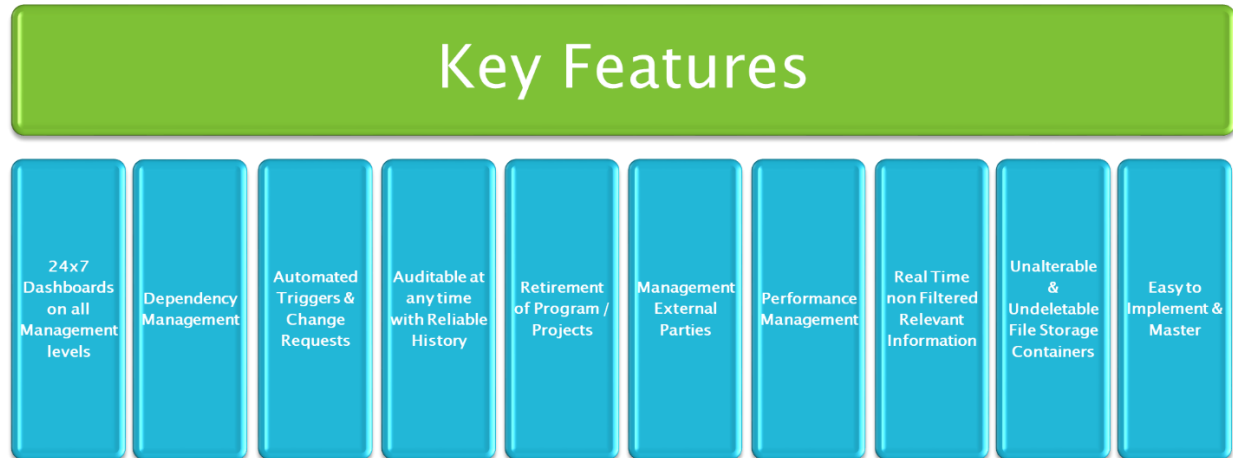 Key Features
24x7
Dashboards
on all
Management
levels
Dependency
Management
Automated
Triggers &
Change
Requests
Auditable at
any time
with Reliable
History
Retirement
of Program /
Projects
Management
External
Parties
Performance
Management
Real Time
non Filtered
Relevant
Information
Unalterable
&
Undeletable
File Storage
Containers
Easy to
Implement &
Master